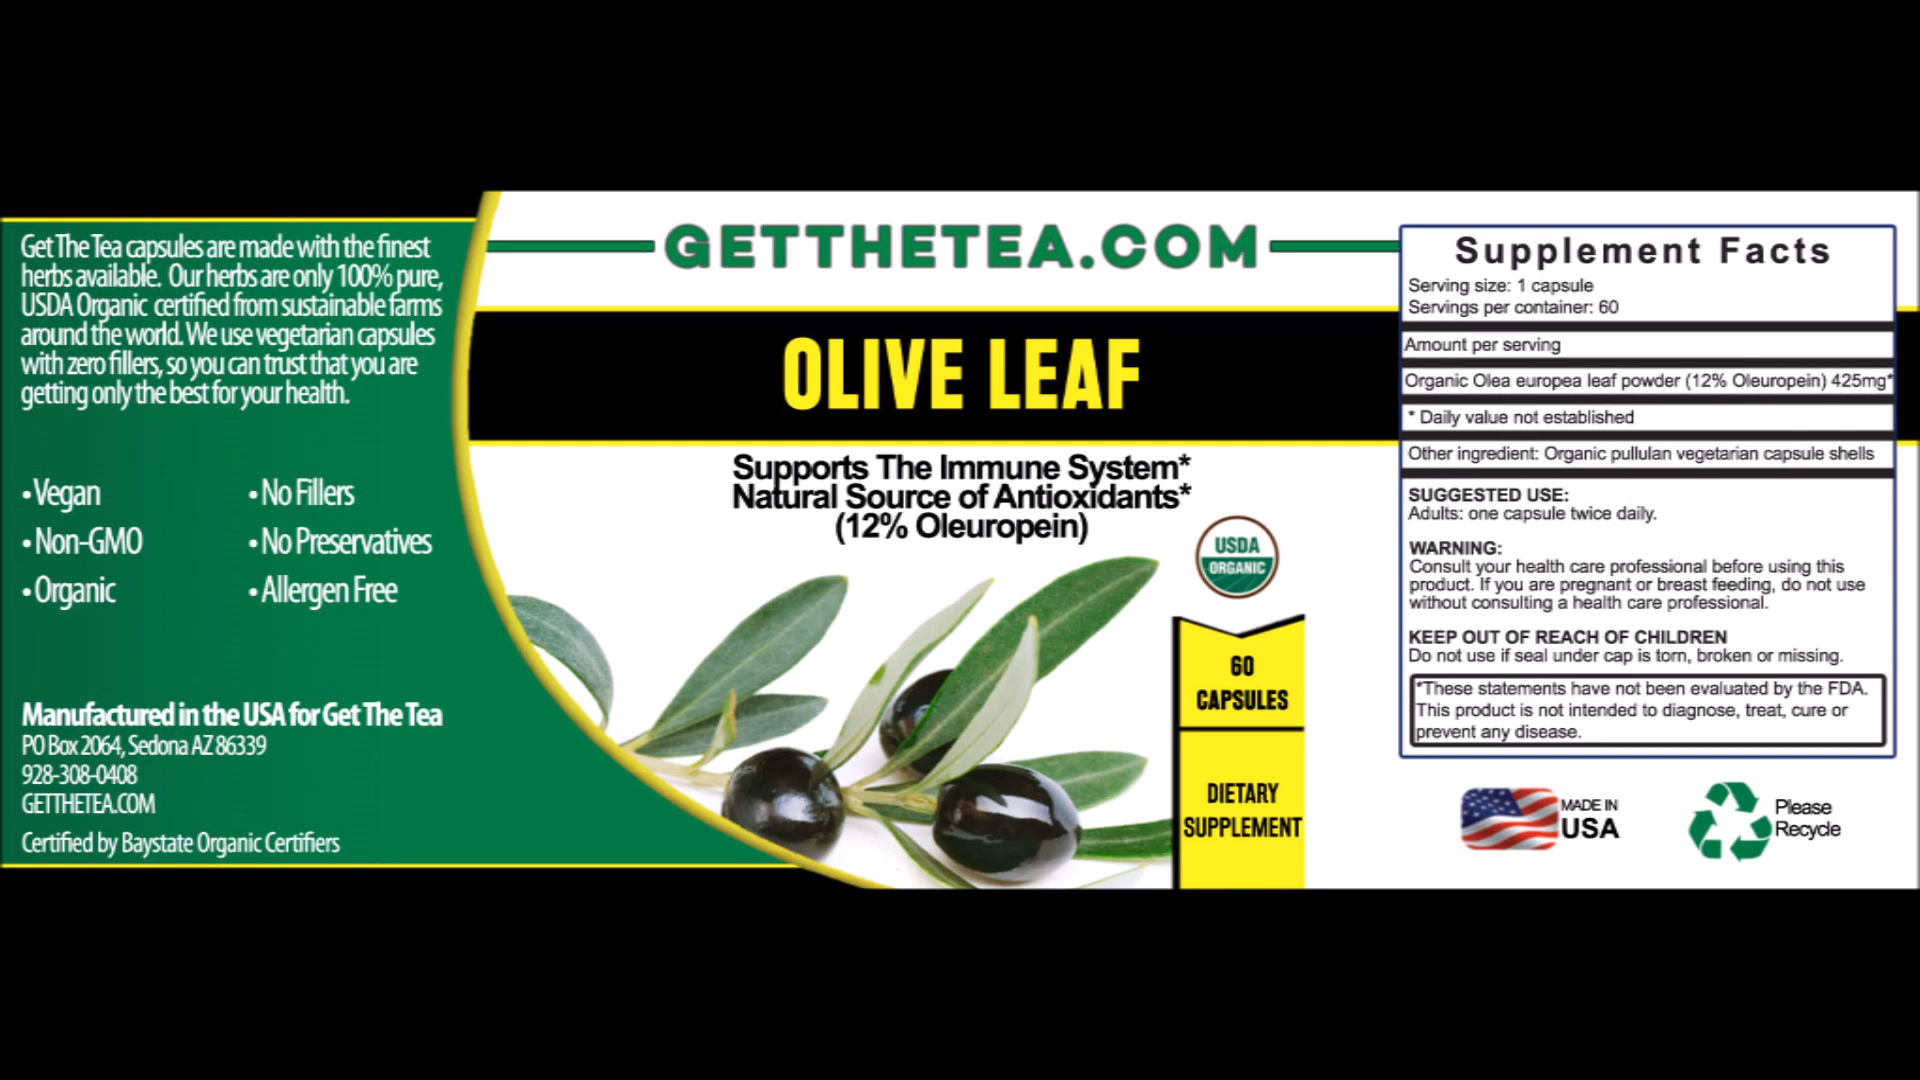 Get The Tea capsules are made with the finest
herbs available. Our herbs are only 100% pure,
USDA Organic certified from sustainable farms
around the world. We use vegetarian capsules
with zero fillers, so you can trust that you are
getting only the best for your health.
• Vegan
• Non-GMO
• Organic
• No Fillers
• No Preservatives
• Allergen Free
Manufactured in the USA for Get The Tea
PO Box 2064, Sedona AZ 86339
928-308-0408
GETTHETEA.COM
Certified by Baystate Organic Certifiers
GETTHETEA.COM
OLIVE LEAF
Supports The Immune System*
Natural Source of Antioxidants*
(12% Oleuropein)
USDA
ORGANIC
60
CAPSULES
DIETARY
SUPPLEMENT
Supplement Facts
Serving size: 1 capsule
Servings per container: 60
Amount per serving
Organic Olea europea leaf powder (12% Oleuropein) 425mg*
* Daily value not established
Other ingredient: Organic pullulan vegetarian capsule shells
SUGGESTED USE:
Adults: one capsule twice daily.
WARNING:
Consult your health care professional before using this
product. If you are pregnant or breast feeding, do not use
without consulting a health care professional.
KEEP OUT OF REACH OF CHILDREN
Do not use if seal under cap is torn, broken or missing.
*These statements have not been evaluated by the FDA.
This product is not intended to diagnose, treat, cure or
prevent any disease.
MADE IN
USA
Please
Recycle